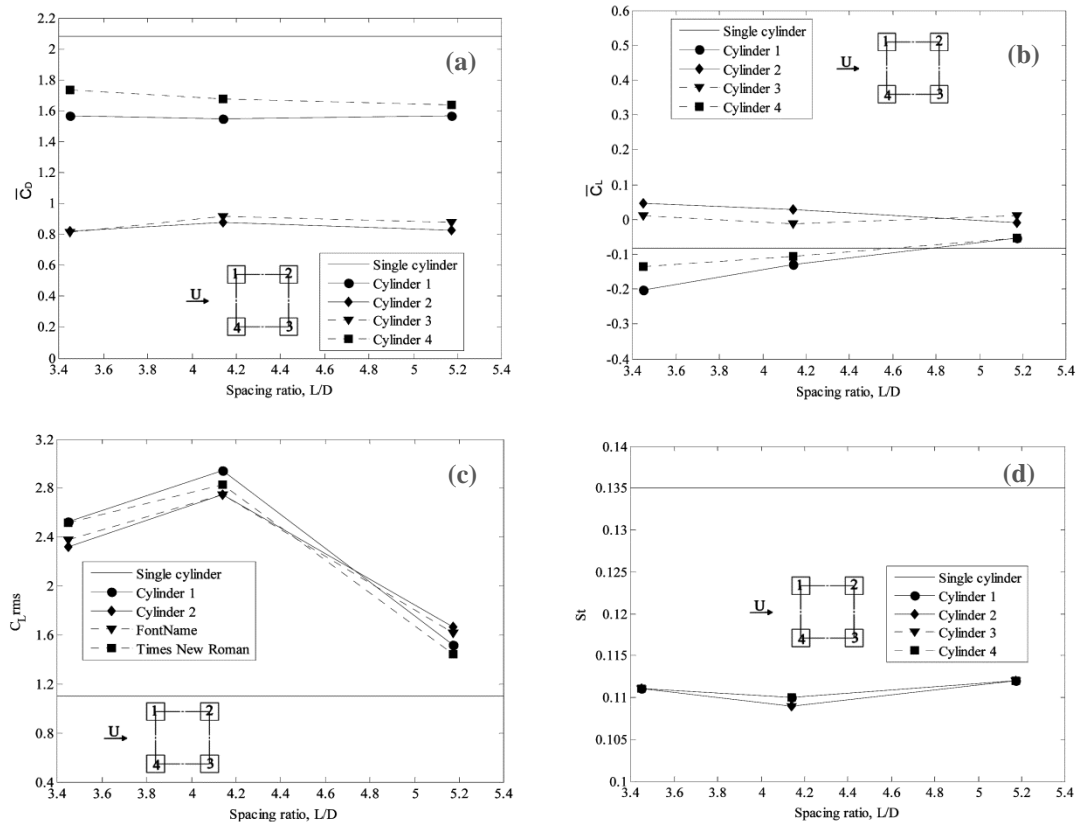 2.2
2
1.8
1.6
1.4
1.2
1
0.8
0.6
0.4
0.2
0
C̅D
(a)
1 2
U
4 3
Single cylinder
Cylinder 1
Cylinder 2
Cylinder 3
Cylinder 4
3.4 3.6 3.8 4 4.2 4.4 4.6 4.8 5 5.2 5.4
Spacing ratio, L/D
0.6
0.5
0.4
0.3
0.2
0.1
0
-0.1
-0.2
-0.3
-0.4
C̅L
Single cylinder
Cylinder 1
Cylinder 2
Cylinder 3
Cylinder 4
1 2
U
4 3
(b)
3.4 3.6 3.8 4 4.2 4.4 4.6 4.8 5 5.2 5.4
Spacing ratio, L/D
3.2
2.8
2.4
2
1.6
1.2
0.8
0.4
CLrms
(c)
Single cylinder
Cylinder 1
Cylinder 2
FontName
Times New Roman
1 2
U
4 3
3.4 3.6 3.8 4 4.2 4.4 4.6 4.8 5 5.2 5.4
Spacing ratio, L/D
0.14
0.135
0.13
0.125
0.12
0.115
0.11
0.105
0.1
St
(d)
1 2
U
4 3
Single cylinder
Cylinder 1
Cylinder 2
Cylinder 3
Cylinder 4
3.4 3.6 3.8 4 4.2 4.4 4.6 4.8 5 5.2 5.4
Spacing ratio, L/D